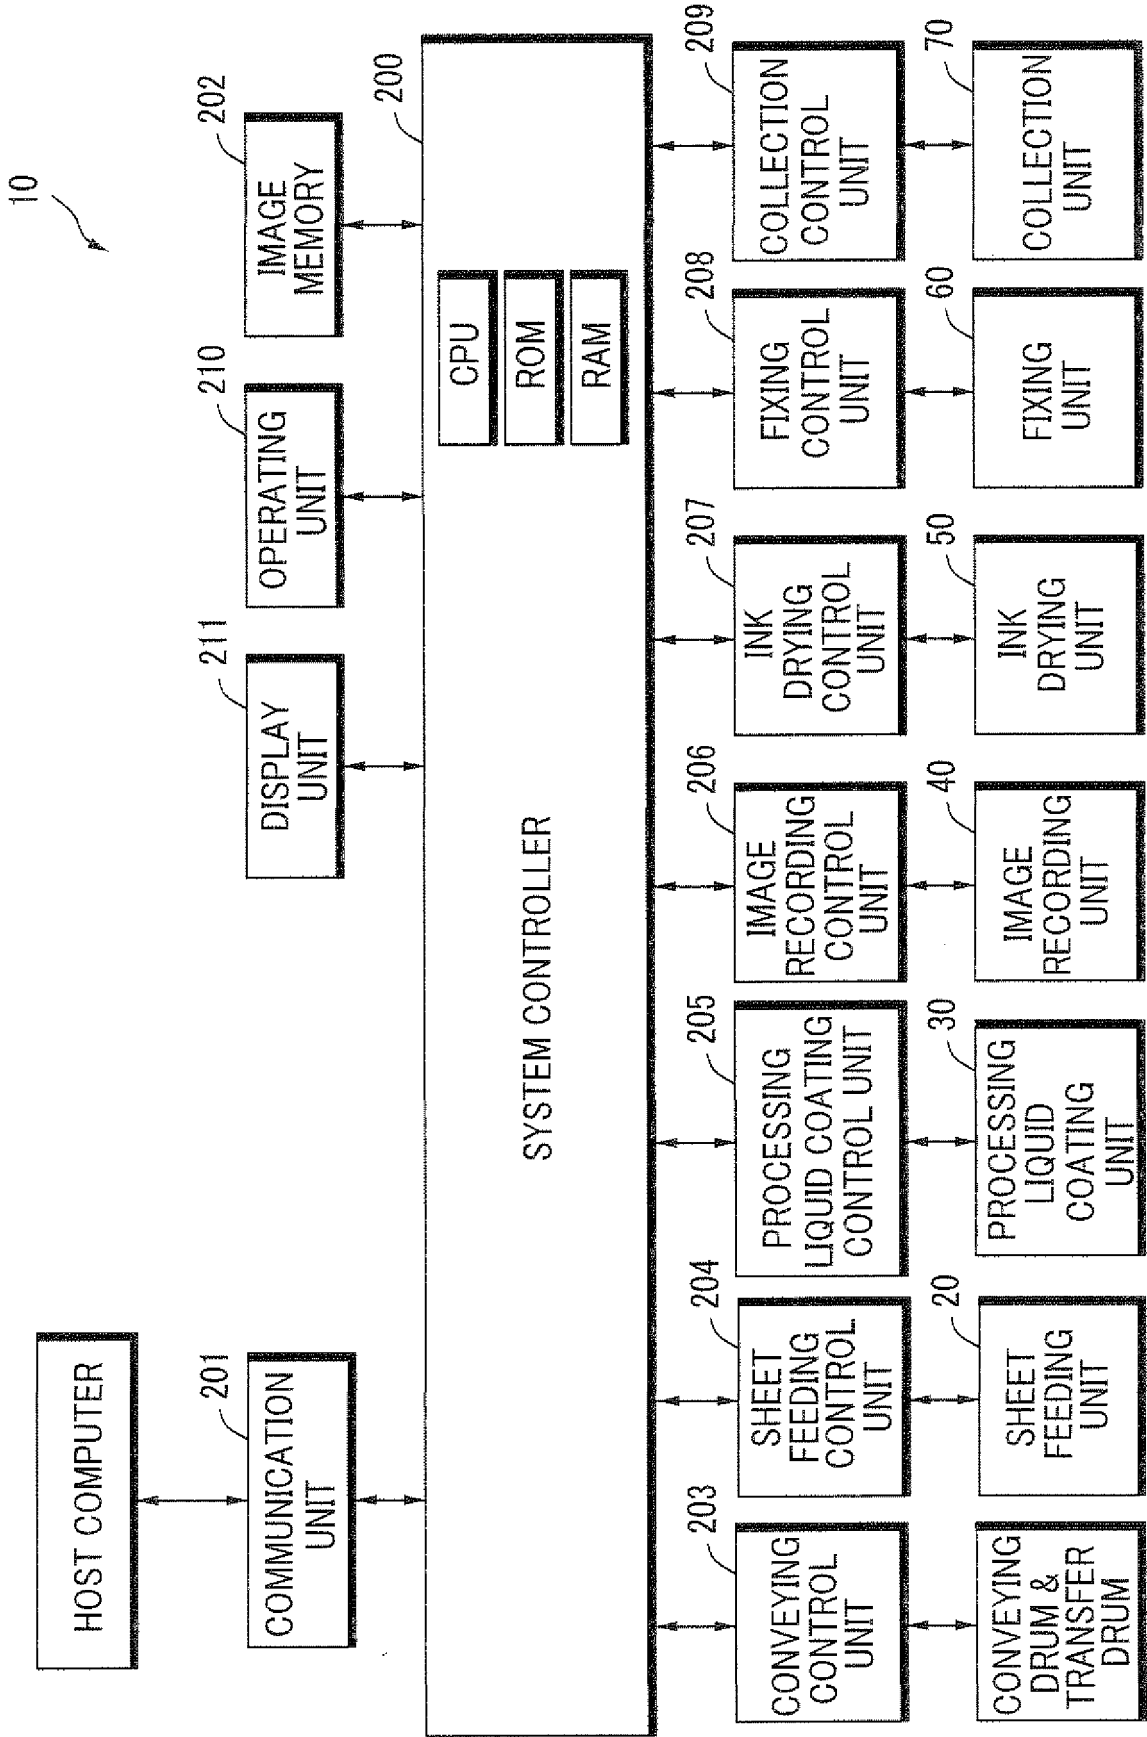 10
HOST COMPUTER
201
COMMUNICATION
UNIT
211
DISPLAY
UNIT
210
OPERATING
UNIT
202
IMAGE
MEMORY
200
SYSTEM CONTROLLER
CPU
ROM
RAM
203
CONVEYING
CONTROL
UNIT
204
SHEET
FEEDING
CONTROL
UNIT
205
PROCESSING
LIQUID COATING
CONTROL UNIT
206
IMAGE
RECORDING
CONTROL
UNIT
207
INK
DRYING
CONTROL
UNIT
208
FIXING
CONTROL
UNIT
209
COLLECTION
CONTROL
UNIT
CONVEYING
DRUM &
TRANSFER
DRUM
20
SHEET
FEEDING
UNIT
30
PROCESSING
LIQUID
COATING
UNIT
40
IMAGE
RECORDING
UNIT
50
INK
DRYING
UNIT
60
FIXING
UNIT
70
COLLECTION
UNIT